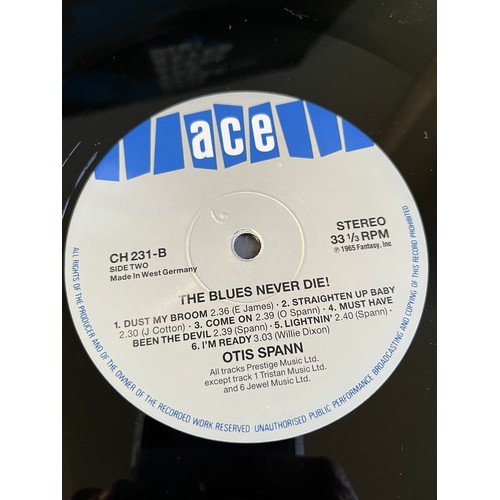 ace
CH 231-B
SIDE TWO
Made in West Germany
STEREO
33 1/3 RPM
℗ 1965 Fantasy, Inc
THE BLUES NEVER DIE!
1. DUST MY BROOM 2.36 (E James) · 2. STRAIGHTEN UP BABY
2.30 (J Cotton) · 3. COME ON 2.39 (O Spann) · 4. MUST HAVE
BEEN THE DEVIL 2.39 (Spann) · 5. LIGHTNIN' 2.40 (Spann) ·
6. I'M READY 3.03 (Willie Dixon)
OTIS SPANN
All tracks Prestige Music Ltd.
except track 1 Tristan Music Ltd.
and 6 Jewel Music Ltd.
ALL RIGHTS OF THE PRODUCER AND OF THE OWNER OF THE RECORDED WORK RESERVED UNAUTHORISED PUBLIC PERFORMANCE BROADCASTING AND COPYING OF THIS RECORD PROHIBITED